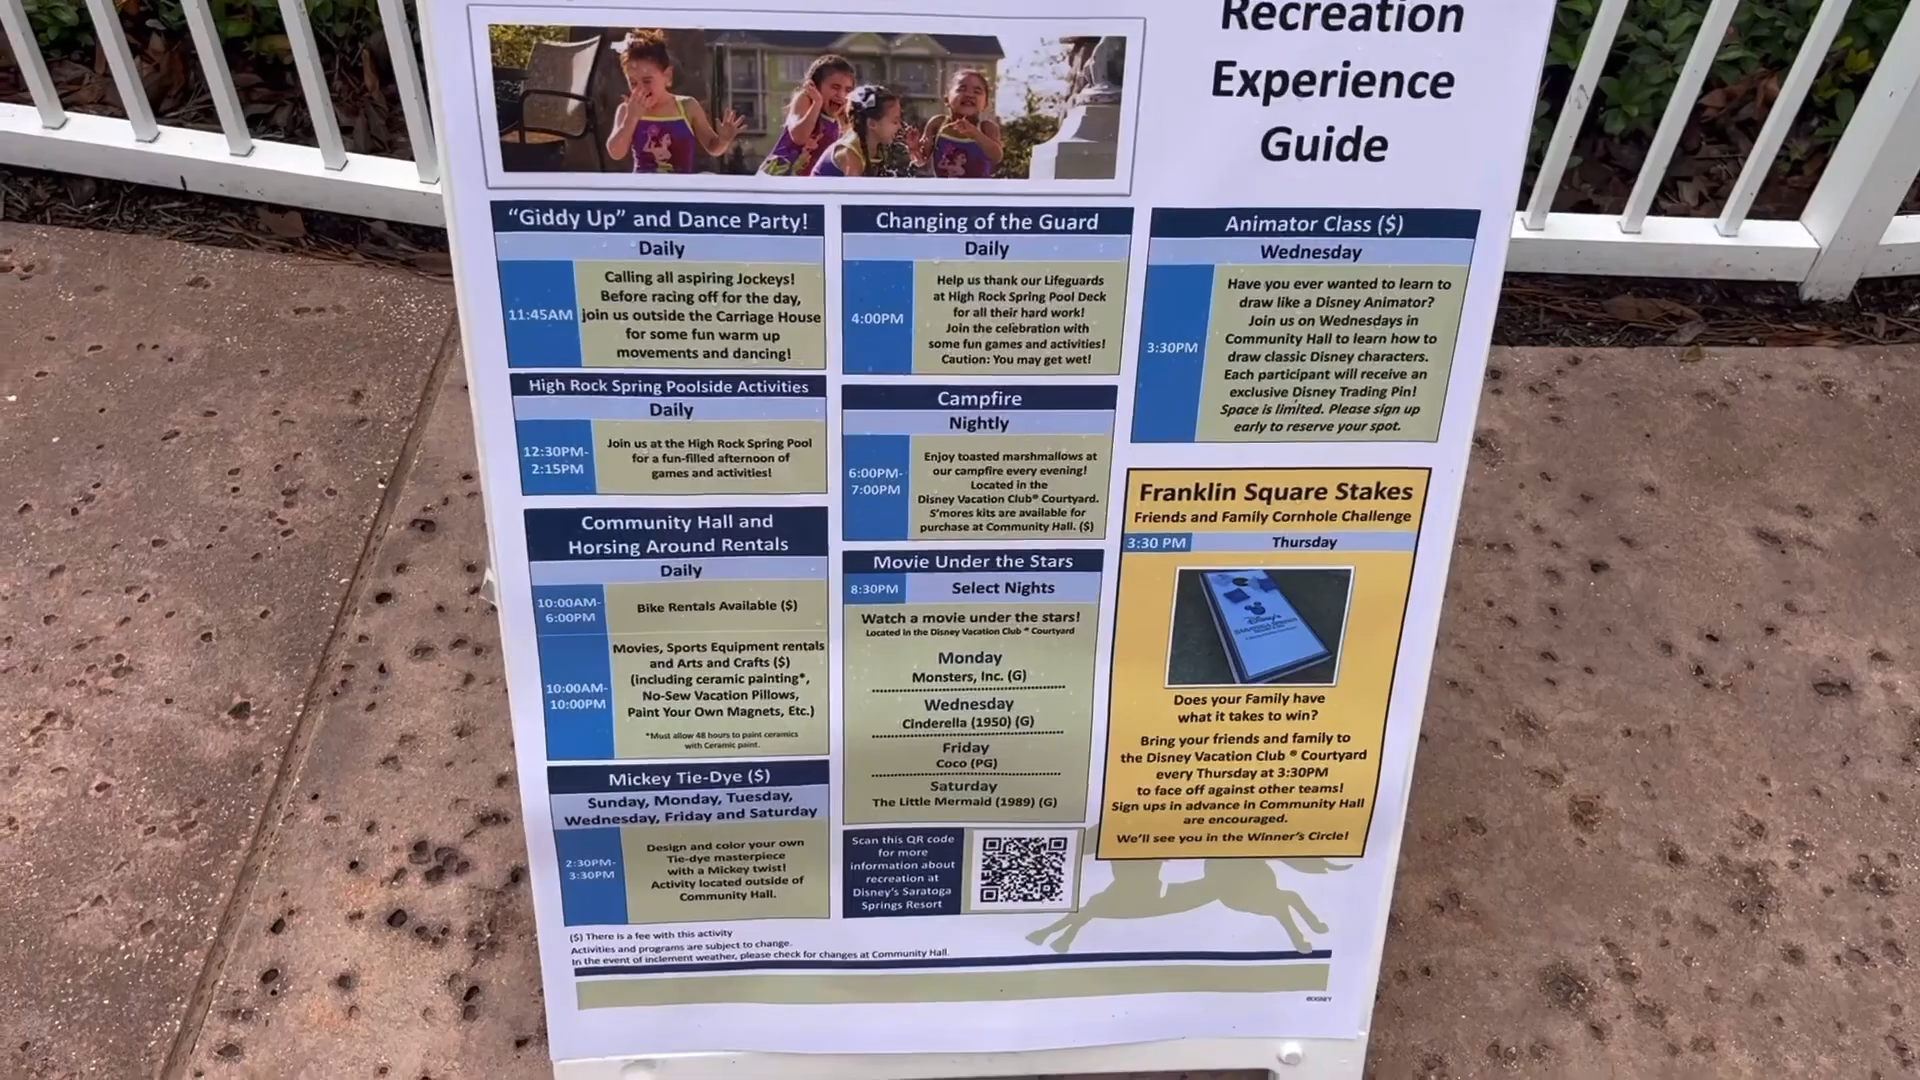 Recreation
Experience
Guide
“Giddy Up” and Dance Party!
Daily
11:45AM
Calling all aspiring Jockeys!
Before racing off for the day,
join us outside the Carriage House
for some fun warm up
movements and dancing!
High Rock Spring Poolside Activities
Daily
12:30PM-
2:15PM
Join us at the High Rock Spring Pool
for a fun-filled afternoon of
games and activities!
Community Hall and
Horsing Around Rentals
Daily
10:00AM-
6:00PM
Bike Rentals Available ($)
10:00AM-
10:00PM
Movies, Sports Equipment rentals
and Arts and Crafts ($)
(including ceramic painting*,
No-Sew Vacation Pillows,
Paint Your Own Magnets, Etc.)
*Must allow 48 hours to paint ceramics
with Ceramic paint.
Mickey Tie-Dye ($)
Sunday, Monday, Tuesday,
Wednesday, Friday and Saturday
2:30PM-
3:30PM
Design and color your own
Tie-dye masterpiece
with a Mickey twist!
Activity located outside of
Community Hall.
Changing of the Guard
Daily
4:00PM
Help us thank our Lifeguards
at High Rock Spring Pool Deck
for all their hard work!
Join the celebration with
some fun games and activities!
Caution: You may get wet!
Campfire
Nightly
6:00PM-
7:00PM
Enjoy toasted marshmallows at
our campfire every evening!
Located in the
Disney Vacation Club® Courtyard.
S’mores kits are available for
purchase at Community Hall. ($)
Movie Under the Stars
8:30PM
Select Nights
Watch a movie under the stars!
Located in the Disney Vacation Club ® Courtyard
Monday
Monsters, Inc. (G)
Wednesday
Cinderella (1950) (G)
Friday
Coco (PG)
Saturday
The Little Mermaid (1989) (G)
Scan this QR code
for more
information about
recreation at
Disney’s Saratoga
Springs Resort
Animator Class ($)
Wednesday
3:30PM
Have you ever wanted to learn to
draw like a Disney Animator?
Join us on Wednesdays in
Community Hall to learn how to
draw classic Disney characters.
Each participant will receive an
exclusive Disney Trading Pin!
Space is limited. Please sign up
early to reserve your spot.
Franklin Square Stakes
Friends and Family Cornhole Challenge
3:30 PM
Thursday
Disney's
Does your Family have
what it takes to win?
Bring your friends and family to
the Disney Vacation Club ® Courtyard
every Thursday at 3:30PM
to face off against other teams!
Sign ups in advance in Community Hall
are encouraged.
We’ll see you in the Winner’s Circle!
($) There is a fee with this activity
Activities and programs are subject to change.
In the event of inclement weather, please check for changes at Community Hall.
©DISNEY